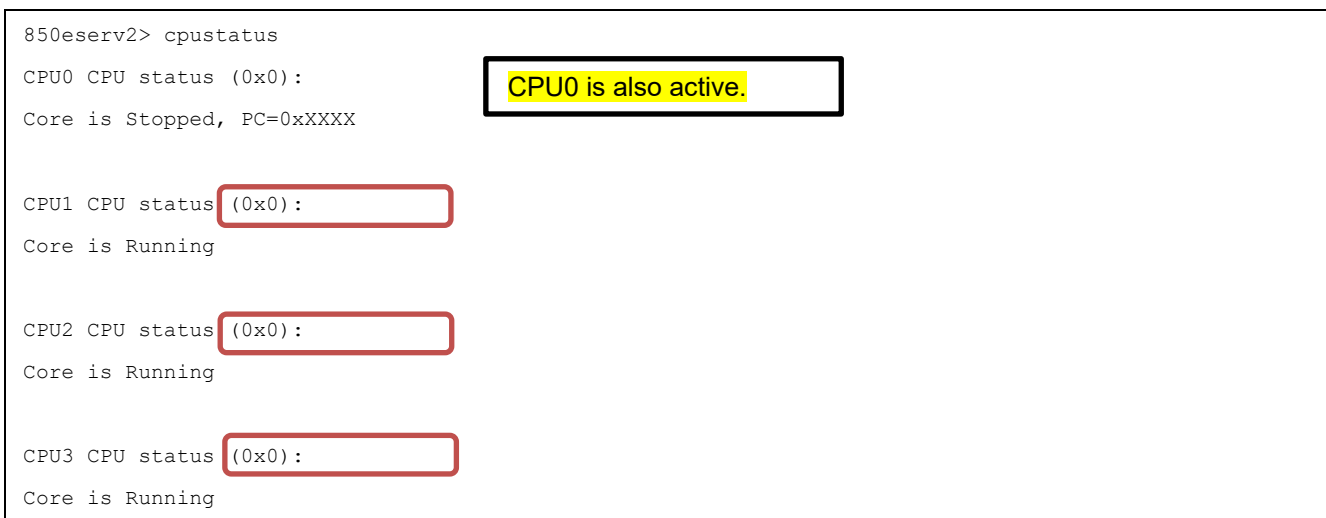 850eserv2> cpustatus
CPU0 CPU status (0x0):
CPU0 is also active.
Core is Stopped, PC=0xXXXX
CPU1 CPU status (0x0):
Core is Running
CPU2 CPU status (0x0):
Core is Running
CPU3 CPU status (0x0):
Core is Running